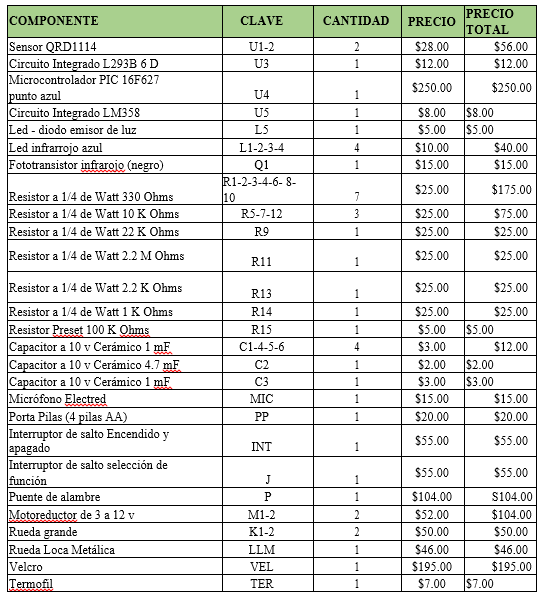 COMPONENTE CLAVE CANTIDAD PRECIO PRECIO TOTAL
Sensor QRD1114 U1-2 2 $28.00 $56.00
Circuito Integrado L293B 6 D U3 1 $12.00 $12.00
Microcontrolador PIC 16F627
punto azul U4 1 $250.00 $250.00
Circuito Integrado LM358 U5 1 $8.00 $8.00
Led - diodo emisor de luz L5 1 $5.00 $5.00
Led infrarrojo azul L1-2-3-4 4 $10.00 $40.00
Fototransistor infrarojo (negro) Q1 1 $15.00 $15.00
Resistor a 1/4 de Watt 330 Ohms R1-2-3-4-6- 8-
10 7 $25.00 $175.00
Resistor a 1/4 de Watt 10 K Ohms R5-7-12 3 $25.00 $75.00
Resistor a 1/4 de Watt 22 K Ohms R9 1 $25.00 $25.00
Resistor a 1/4 de Watt 2.2 M Ohms R11 1 $25.00 $25.00
Resistor a 1/4 de Watt 2.2 K Ohms R13 1 $25.00 $25.00
Resistor a 1/4 de Watt 1 K Ohms R14 1 $25.00 $25.00
Resistor Preset 100 K Ohms R15 1 $5.00 $5.00
Capacitor a 10 v Cerámico 1 mF C1-4-5-6 4 $3.00 $12.00
Capacitor a 10 v Cerámico 4.7 mF C2 1 $2.00 $2.00
Capacitor a 10 v Cerámico 1 mF C3 1 $3.00 $3.00
Micrófono Electred MIC 1 $15.00 $15.00
Porta Pilas (4 pilas AA) PP 1 $20.00 $20.00
Interruptor de salto Encendido y
apagado INT 1 $55.00 $55.00
Interruptor de salto selección de
función J 1 $55.00 $55.00
Puente de alambre P 1 $104.00 S104.00
Motoreductor de 3 a 12 v M1-2 2 $52.00 $104.00
Rueda grande K1-2 2 $50.00 $50.00
Rueda Loca Metálica LLM 1 $46.00 $46.00
Velcro VEL 1 $195.00 $195.00
Termofil TER 1 $7.00 $7.00